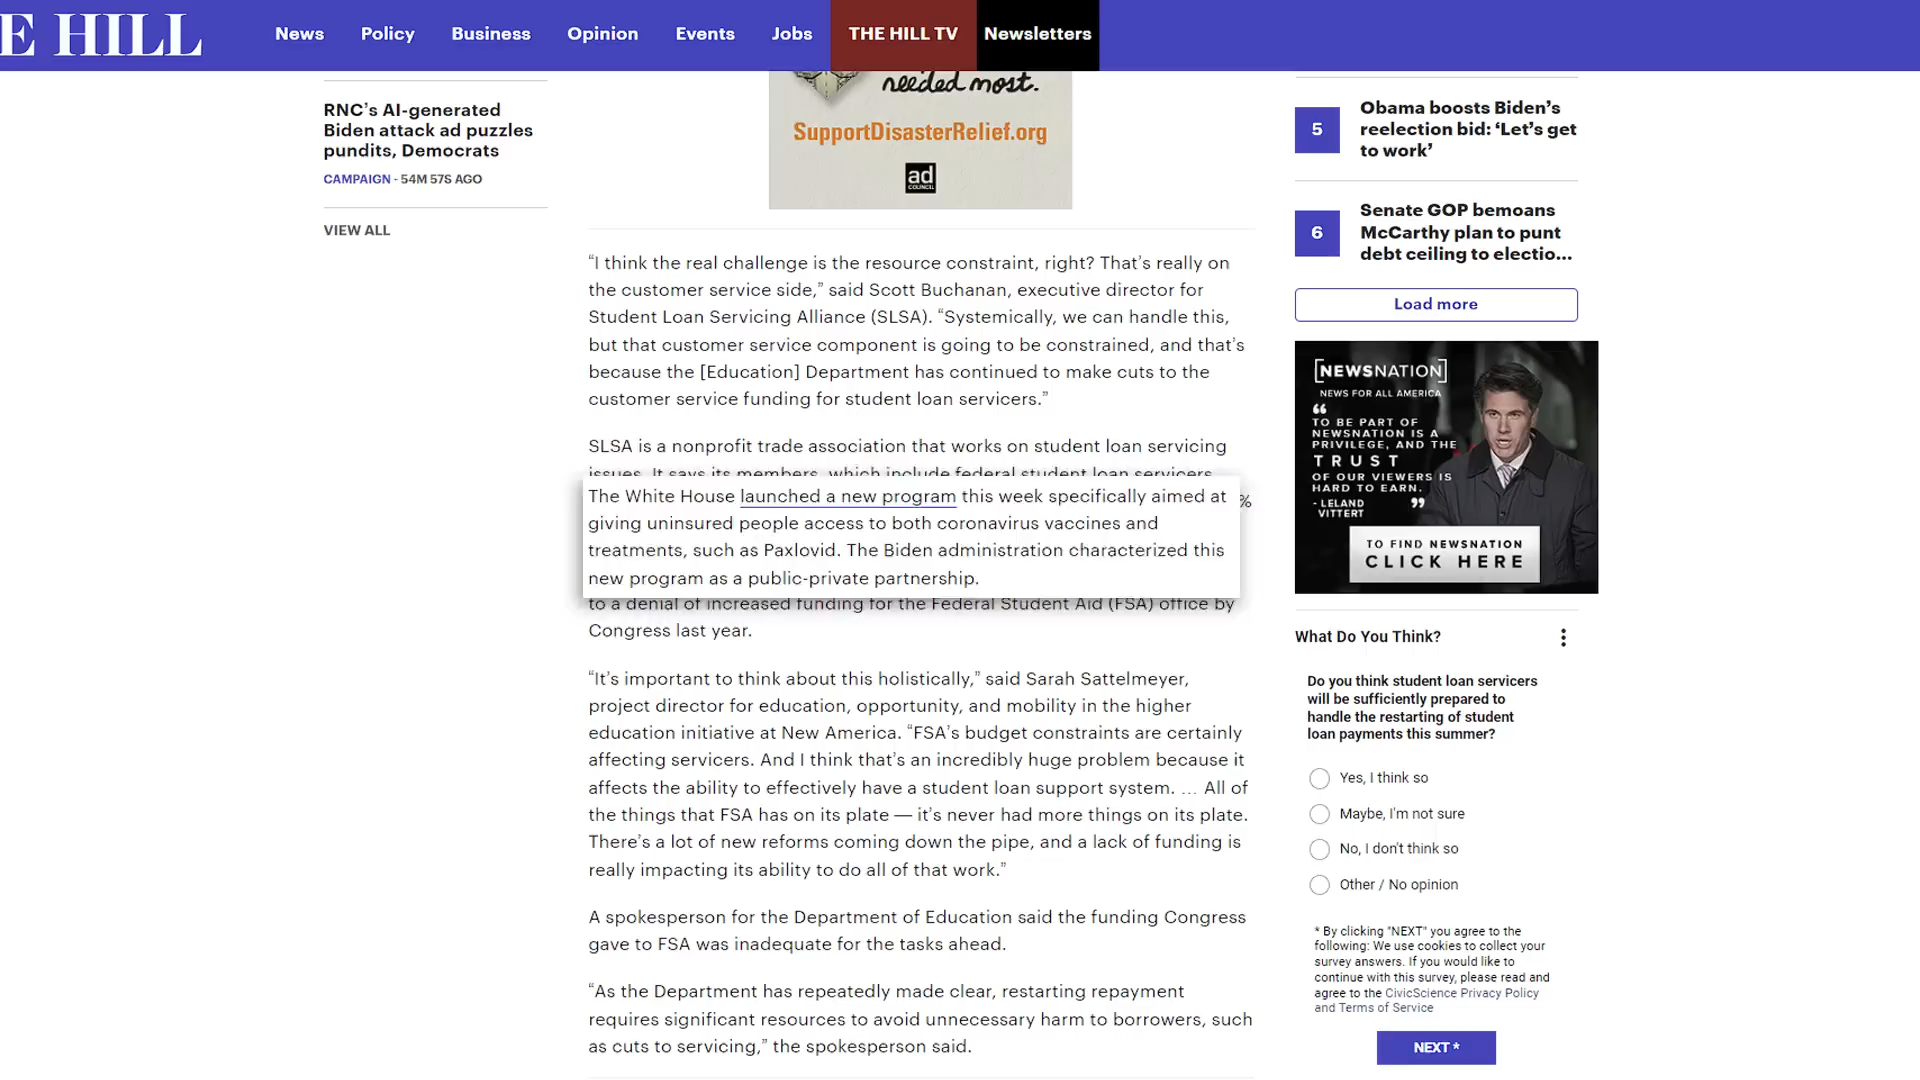 E HILL
News
Policy
Business
Opinion
Events
Jobs
THE HILL TV
Newsletters
RNC’s AI-generated
Biden attack ad puzzles
pundits, Democrats
CAMPAIGN - 54M 57S AGO
VIEW ALL
needed most.
SupportDisasterRelief.org
ad
COUNCIL
“I think the real challenge is the resource constraint, right? That’s really on
the customer service side,” said Scott Buchanan, executive director for
Student Loan Servicing Alliance (SLSA). “Systemically, we can handle this,
but that customer service component is going to be constrained, and that’s
because the [Education] Department has continued to make cuts to the
customer service funding for student loan servicers.”
SLSA is a nonprofit trade association that works on student loan servicing
issues. It says its members, which include federal student loan servicers,
%
The White House launched a new program this week specifically aimed at
giving uninsured people access to both coronavirus vaccines and
treatments, such as Paxlovid. The Biden administration characterized this
new program as a public-private partnership.
to a denial of increased funding for the Federal Student Aid (FSA) office by
Congress last year.
“It’s important to think about this holistically,” said Sarah Sattelmeyer,
project director for education, opportunity, and mobility in the higher
education initiative at New America. “FSA’s budget constraints are certainly
affecting servicers. And I think that’s an incredibly huge problem because it
affects the ability to effectively have a student loan support system. … All of
the things that FSA has on its plate — it’s never had more things on its plate.
There’s a lot of new reforms coming down the pipe, and a lack of funding is
really impacting its ability to do all of that work.”
A spokesperson for the Department of Education said the funding Congress
gave to FSA was inadequate for the tasks ahead.
“As the Department has repeatedly made clear, restarting repayment
requires significant resources to avoid unnecessary harm to borrowers, such
as cuts to servicing,” the spokesperson said.
5
Obama boosts Biden’s
reelection bid: ‘Let’s get
to work’
6
Senate GOP bemoans
McCarthy plan to punt
debt ceiling to electio...
Load more
[NEWSNATION]
NEWS FOR ALL AMERICA
“
TO BE PART OF
NEWSNATION IS A
PRIVILEGE, AND THE
TRUST
OF OUR VIEWERS IS
HARD TO EARN.
- LELAND
VITTERT
”
TO FIND NEWSNATION
CLICK HERE
What Do You Think?
Do you think student loan servicers
will be sufficiently prepared to
handle the restarting of student
loan payments this summer?
Yes, I think so
Maybe, I'm not sure
No, I don't think so
Other / No opinion
* By clicking "NEXT" you agree to the
following: We use cookies to collect your
survey answers. If you would like to
continue with this survey, please read and
agree to the CivicScience Privacy Policy
and Terms of Service
NEXT *